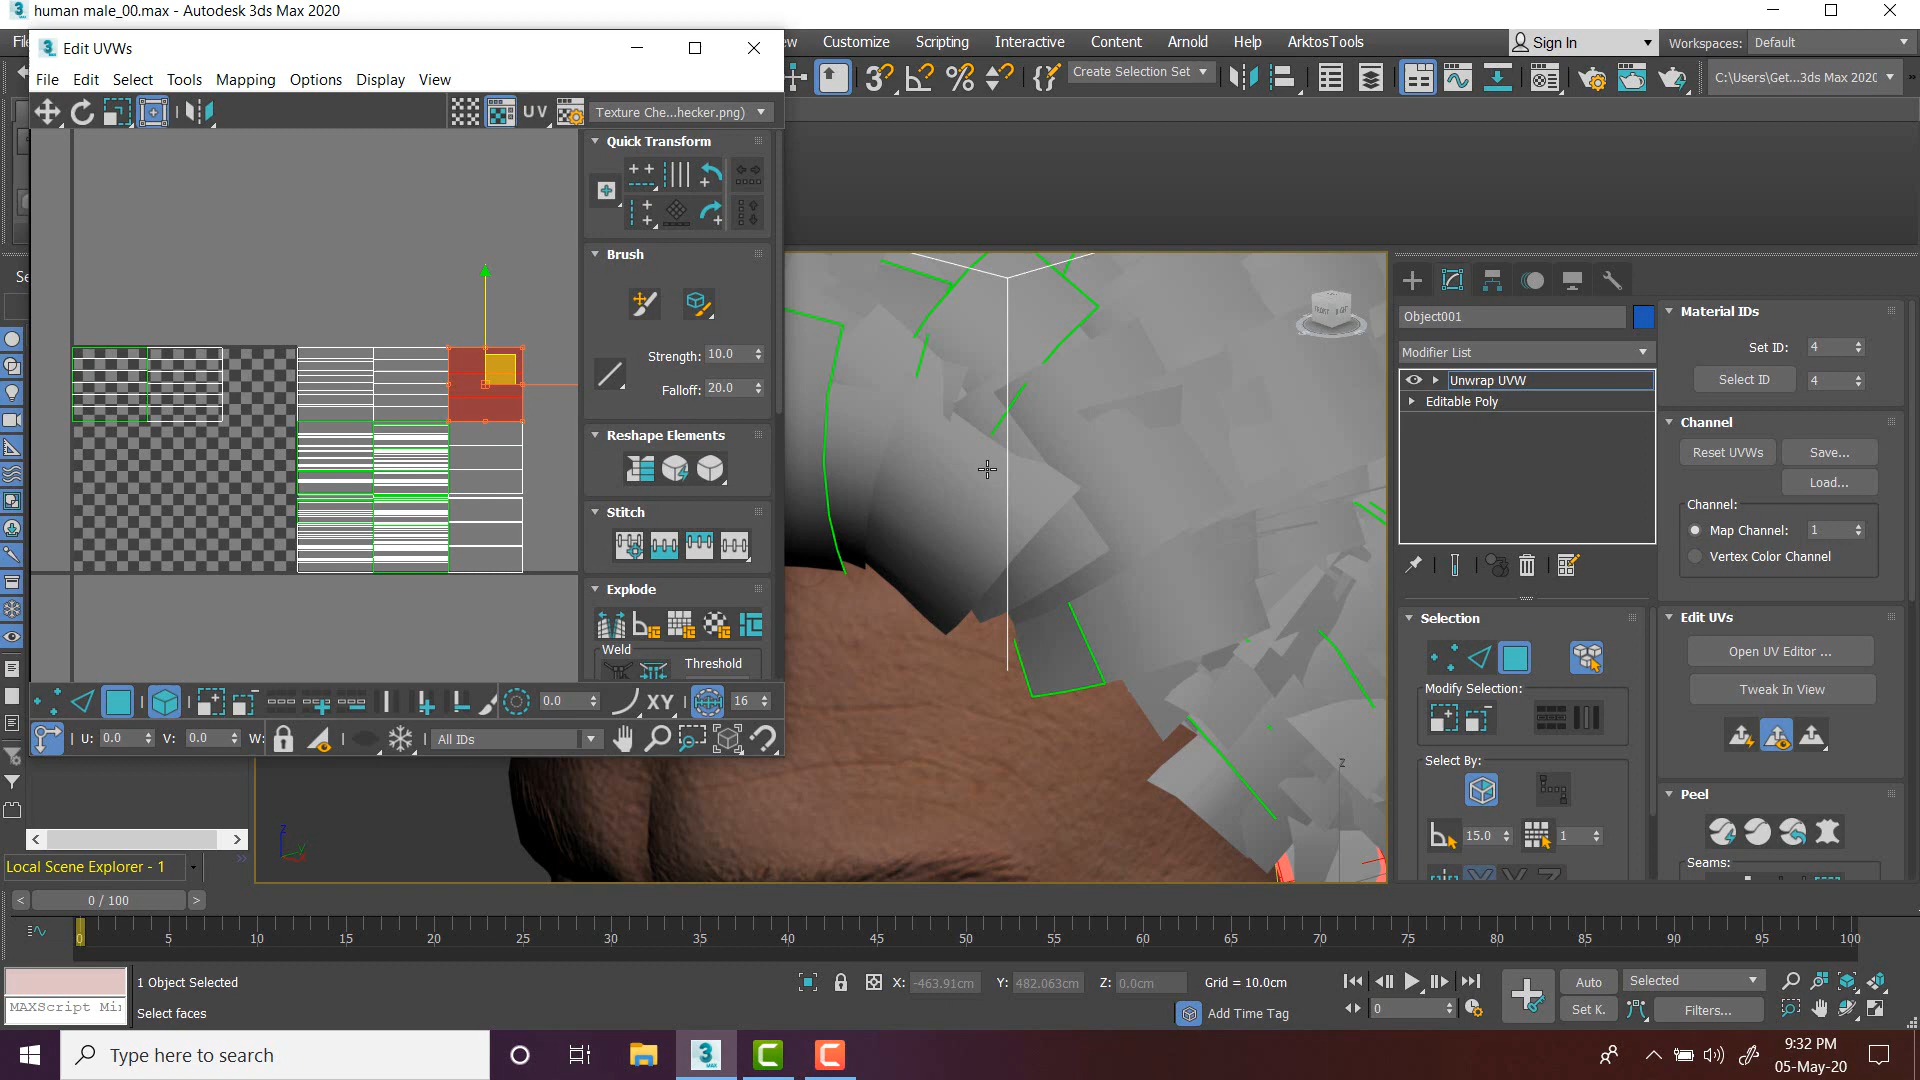 human male_00.max - Autodesk 3ds Max 2020
Edit UVWs
Customize Scripting Interactive Content Arnold Help ArktosTools
Sign In
Workspaces: Default
File Edit Select Tools Mapping Options Display View
Create Selection Set
C:\Users\Get...3ds Max 2020
UV
Texture Che...hecker.png)
Quick Transform
Brush
Strength: 10.0
Falloff: 20.0
Reshape Elements
Stitch
Explode
Weld
Threshold
0.0
XY
16
U: 0.0 V: 0.0 W:
All IDs
Object001
Modifier List
Unwrap UVW
Editable Poly
Selection
Modify Selection:
Select By:
15.0
1
Material IDs
Set ID: 4
Select ID 4
Channel
Reset UVWs Save...
Load...
Channel:
Map Channel: 1
Vertex Color Channel
Edit UVs
Open UV Editor ...
Tweak In View
Peel
Seams:
Z
Local Scene Explorer - 1
0 / 100
0 5 10 15 20 25 30 35 40 45 50 55 60 65 70 75 80 85 90 95 100
1 Object Selected
Select faces
MAXScript Mi
X: -463.91cm Y: 482.063cm Z: 0.0cm Grid = 10.0cm
Add Time Tag
0
Auto Selected
Set K. Filters...
Type here to search
9:32 PM
05-May-20